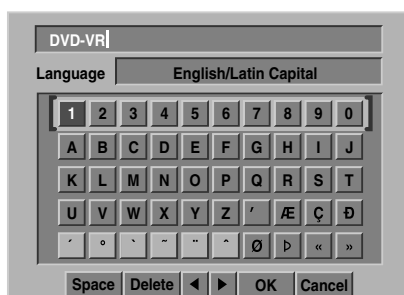 DVD-VR
Language English/Latin Capital
1 2 3 4 5 6 7 8 9 0
A B C D E F G H I J
K L M N O P Q R S T
U V W X Y Z ′ Æ Ç Ð
´ ° ` ~ ¨ ^ Ø Þ « »
Space Delete ◀ ▶ OK Cancel